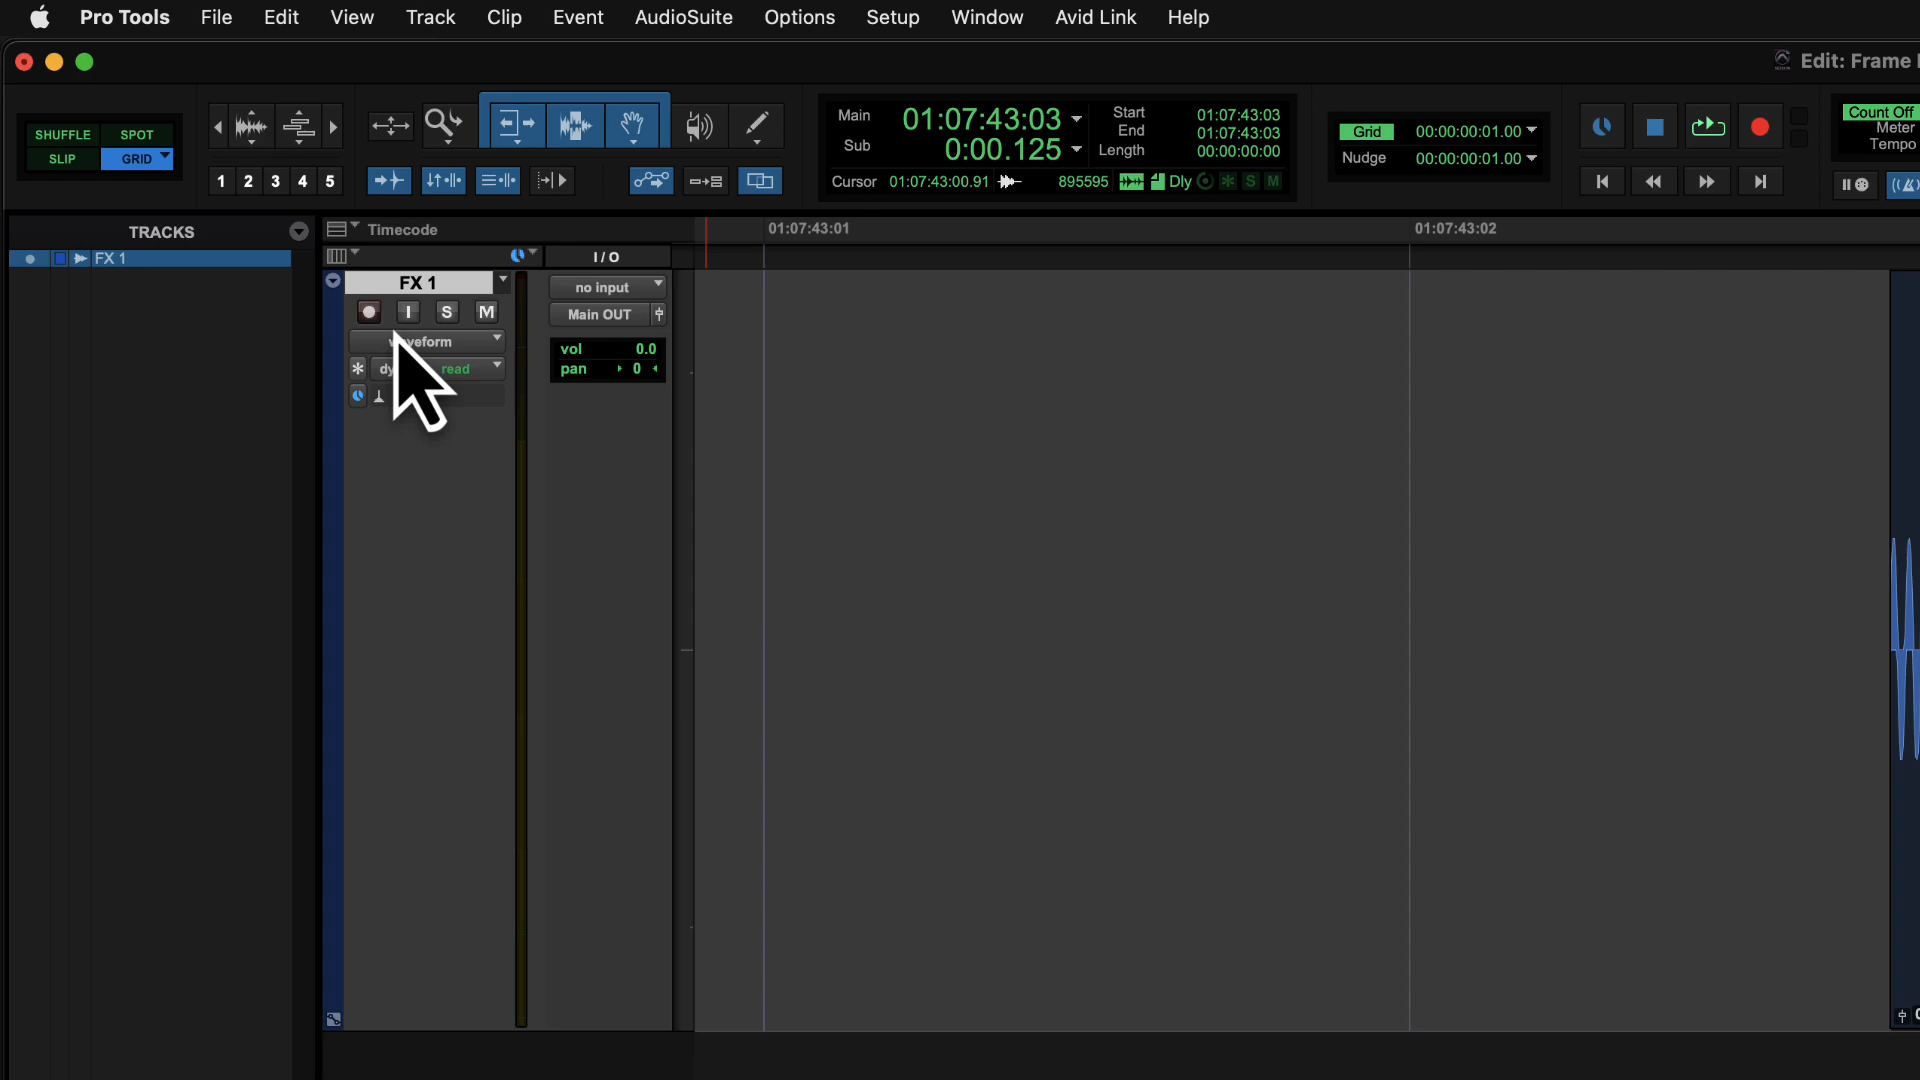 Pro Tools File Edit View Track Clip Event AudioSuite Options Setup Window Avid Link Help
Edit: Frame
SHUFFLE SPOT
SLIP GRID
1 2 3 4 5
Main 01:07:43:03
Sub 0:00.125
Start 01:07:43:03
End 01:07:43:03
Length 00:00:00:00
Cursor 01:07:43:00.91 895595 Dly S M
Grid 00:00:00:01.00
Nudge 00:00:00:01.00
Count Off
Meter
Tempo
TRACKS
FX 1
Timecode 01:07:43:01 01:07:43:02
I / O
FX 1
I S M
no input
Main OUT
read
vol 0.0
pan 0